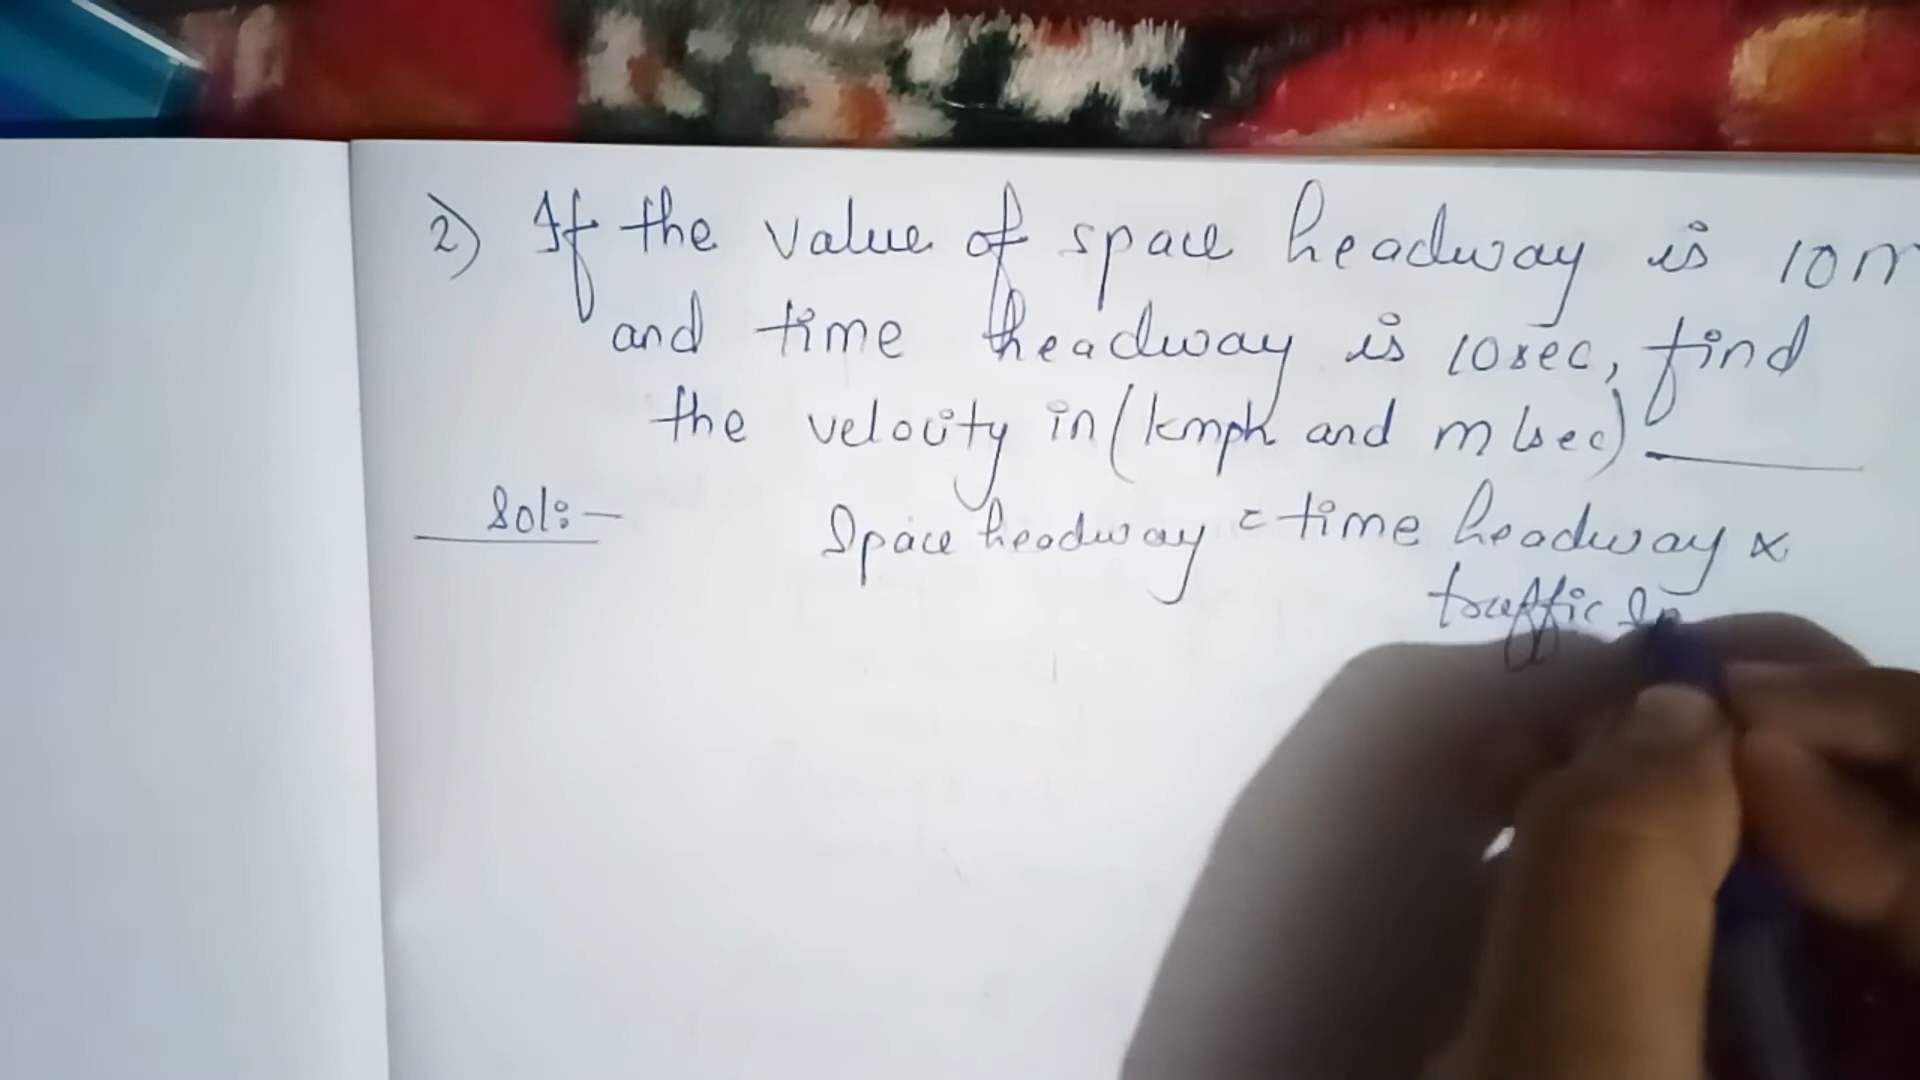 2) If the value of space headway is 10m
and time headway is 10sec, find
the velocity in (kmph and m/sec) ____
Sol:-
Space headway = time headway ×
traffic